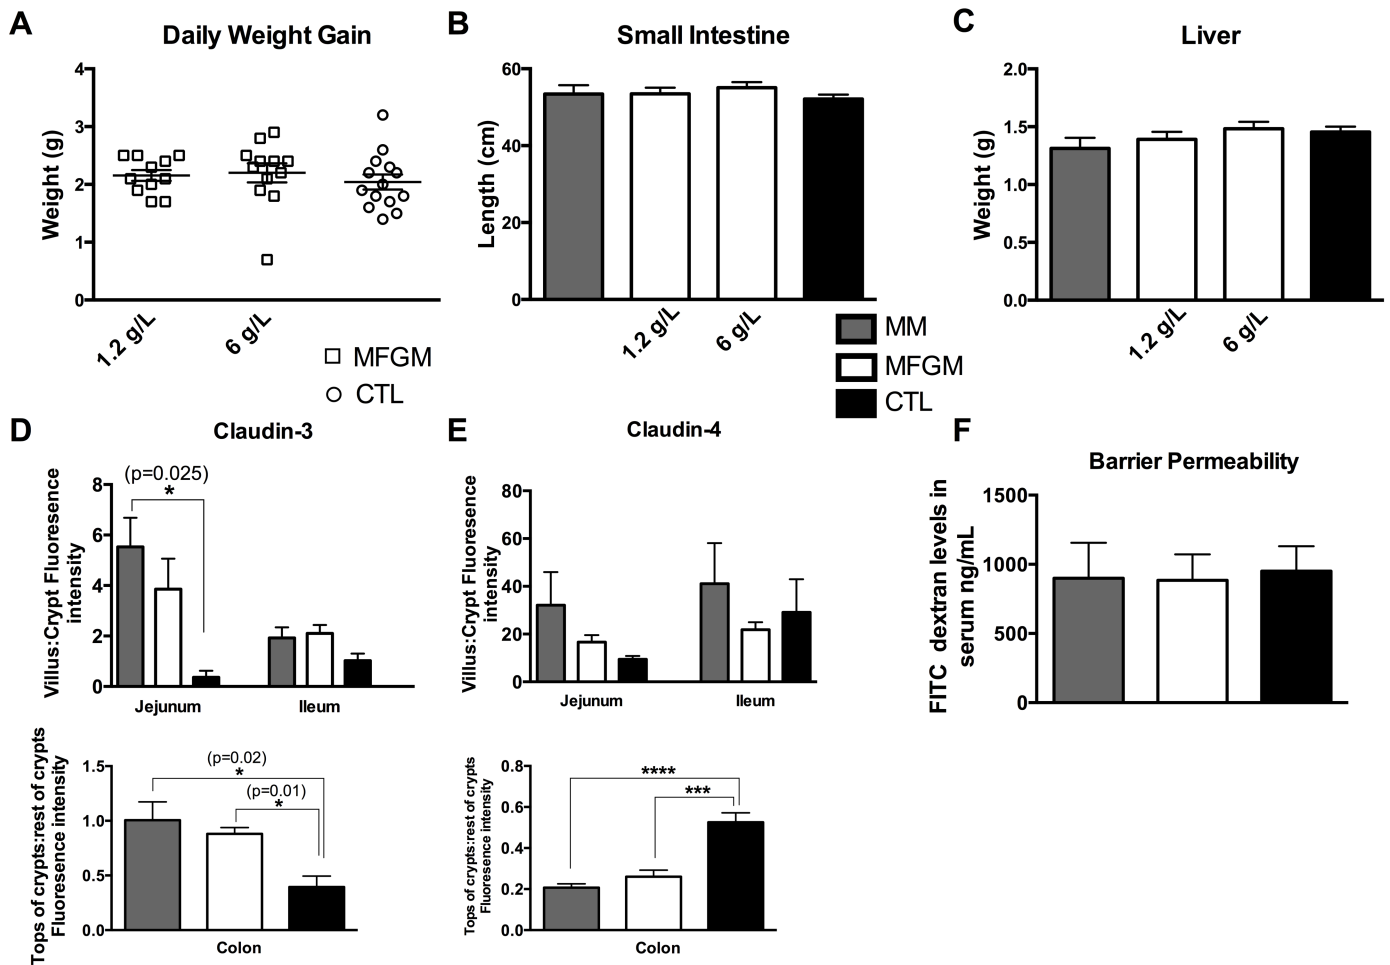 A
Daily Weight Gain
Weight (g)
4
3
2
1
0
1.2 g/L
6 g/L
MFGM
CTL
B
Small Intestine
Length (cm)
60
40
20
0
1.2 g/L
6 g/L
MM
MFGM
CTL
C
Liver
Weight (g)
2.0
1.5
1.0
0.5
0.0
1.2 g/L
6 g/L
D
Claudin-3
Villus:Crypt Fluoresence
intensity
(p=0.025)
*
8
6
4
2
0
Jejunum
Ileum
Tops of crypts:rest of crypts
Fluoresence intensity
(p=0.02)
*
(p=0.01)
*
1.5
1.0
0.5
0.0
Colon
E
Claudin-4
Villus:Crypt Fluoresence
intensity
80
60
40
20
0
Jejunum
Ileum
Tops of crypts:rest of crypts
Fluoresence intensity
****
***
0.8
0.6
0.4
0.2
0.0
Colon
F
Barrier Permeability
FITC dextran levels in
serum ng/mL
1500
1000
500
0